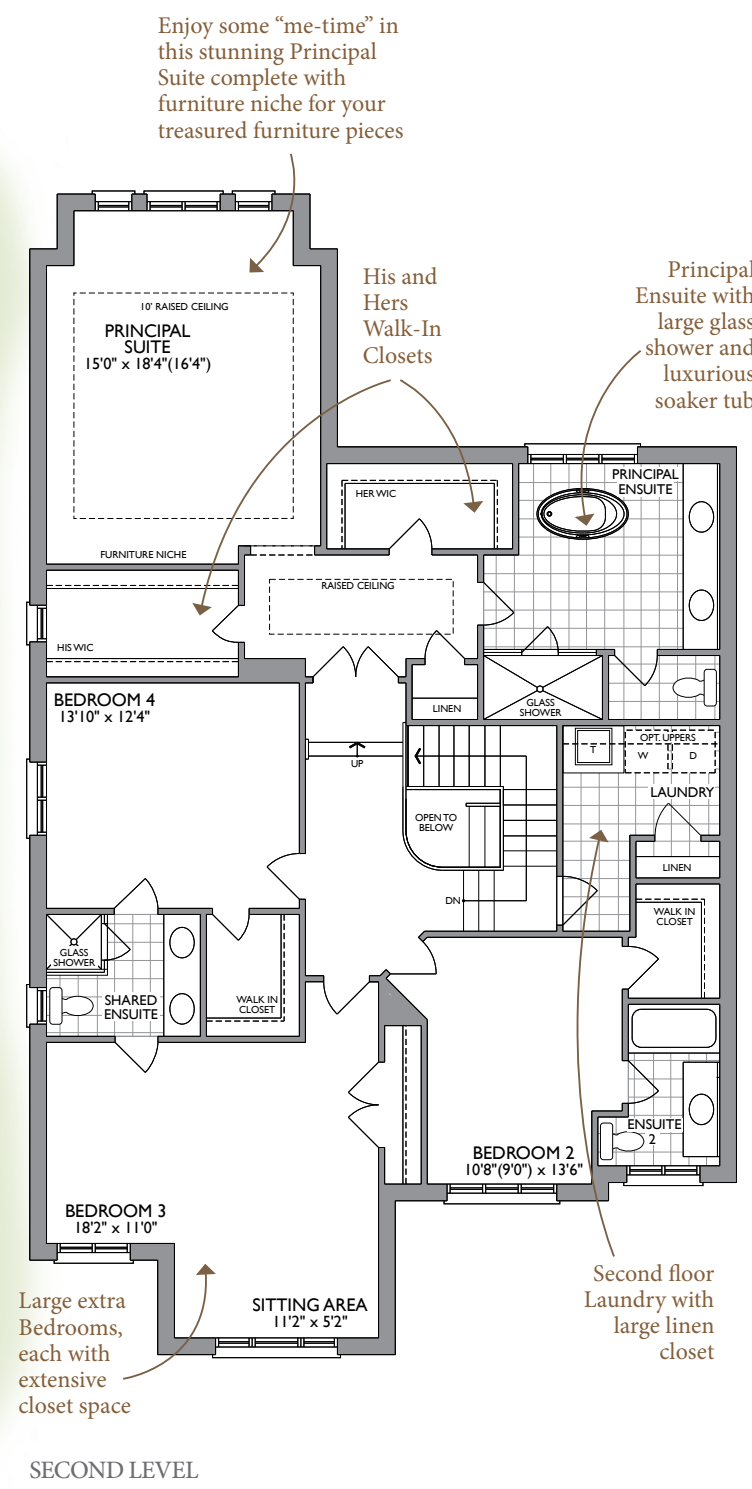 Enjoy some “me-time” in
this stunning Principal
Suite complete with
furniture niche for your
treasured furniture pieces
His and
Hers
Walk-In
Closets
Principal
Ensuite with
large glass
shower and
luxurious
soaker tub
10' RAISED CEILING
PRINCIPAL
SUITE
15'0" x 18'4"(16'4")
FURNITURE NICHE
HER WIC
PRINCIPAL
ENSUITE
RAISED CEILING
HIS WIC
LINEN
GLASS
SHOWER
BEDROOM 4
13'10" x 12'4"
UP
OPEN TO
BELOW
DN
OPT. UPPERS
T
W
D
LAUNDRY
LINEN
WALK IN
CLOSET
GLASS
SHOWER
SHARED
ENSUITE
WALK IN
CLOSET
ENSUITE
2
BEDROOM 2
10'8"(9'0") x 13'6"
BEDROOM 3
18'2" x 11'0"
SITTING AREA
11'2" x 5'2"
Large extra
Bedrooms,
each with
extensive
closet space
Second floor
Laundry with
large linen
closet
SECOND LEVEL